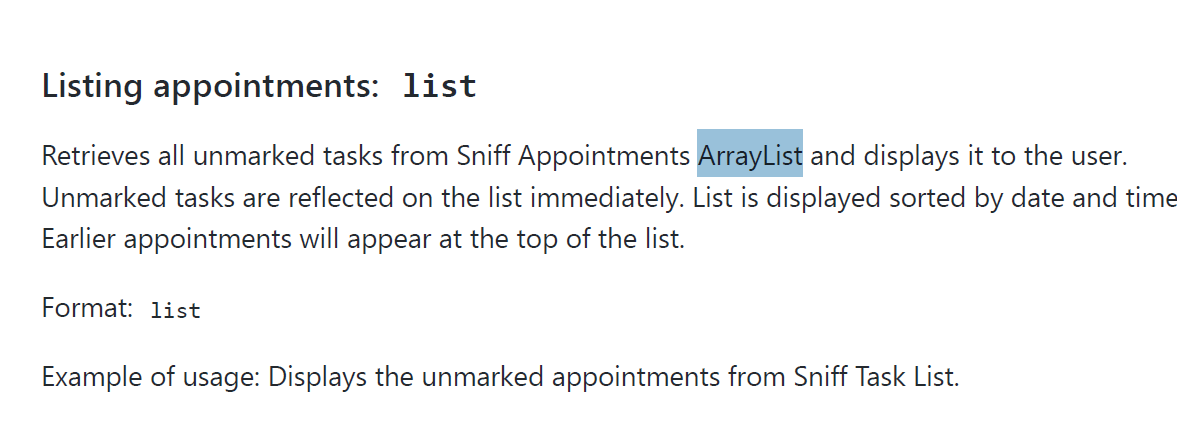 Listing appointments: list
Retrieves all unmarked tasks from Sniff Appointments ArrayList and displays it to the user.
Unmarked tasks are reflected on the list immediately. List is displayed sorted by date and time
Earlier appointments will appear at the top of the list.
Format: list
Example of usage: Displays the unmarked appointments from Sniff Task List.